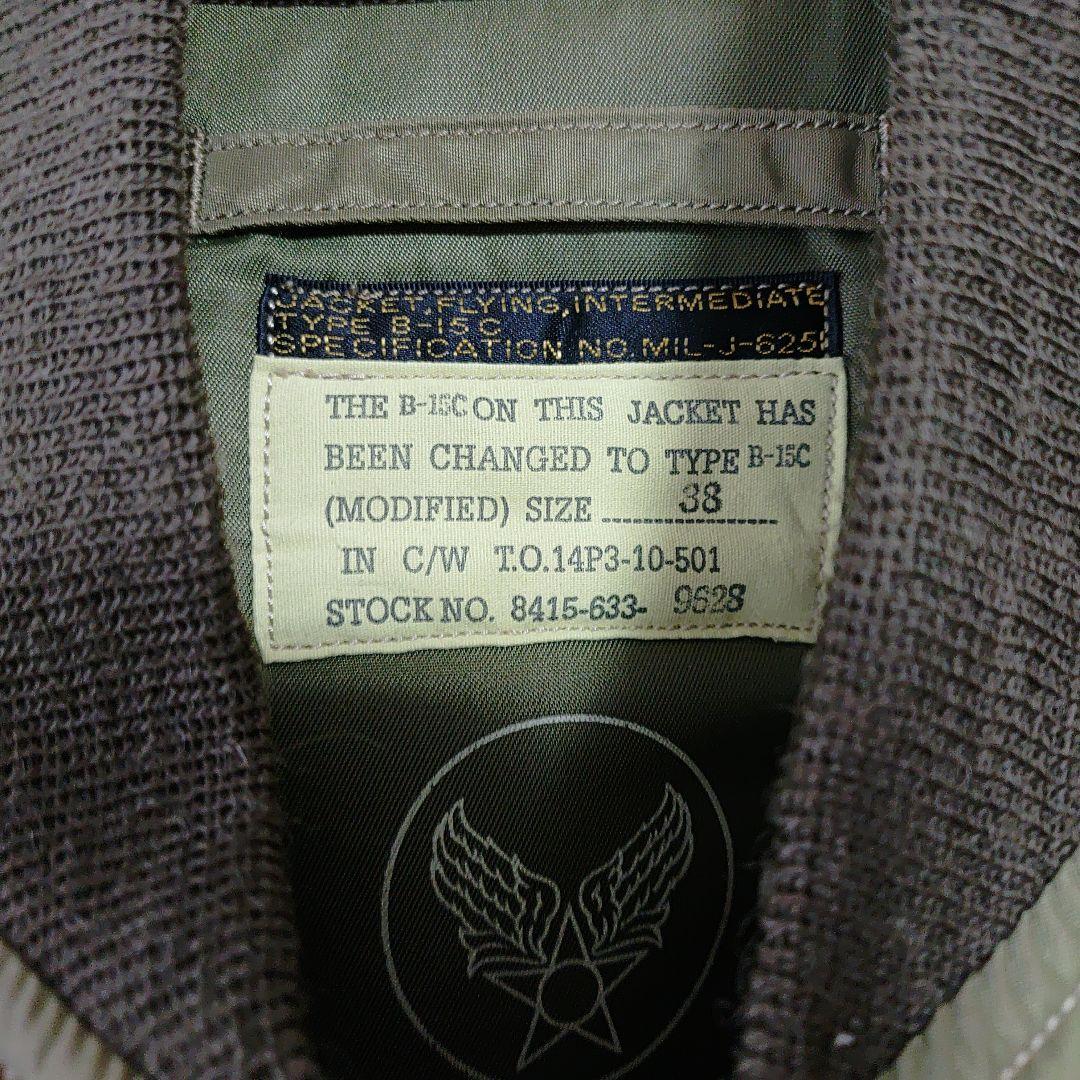 JACKET, FLYING, INTERMEDIATE
TYPE B-15C
SPECIFICATION NO. MIL-J-625
THE B-15C ON THIS JACKET HAS
BEEN CHANGED TO TYPE B-15C
(MODIFIED) SIZE 38
IN C/W T.O.14P3-10-501
STOCK NO. 8415-633-9628